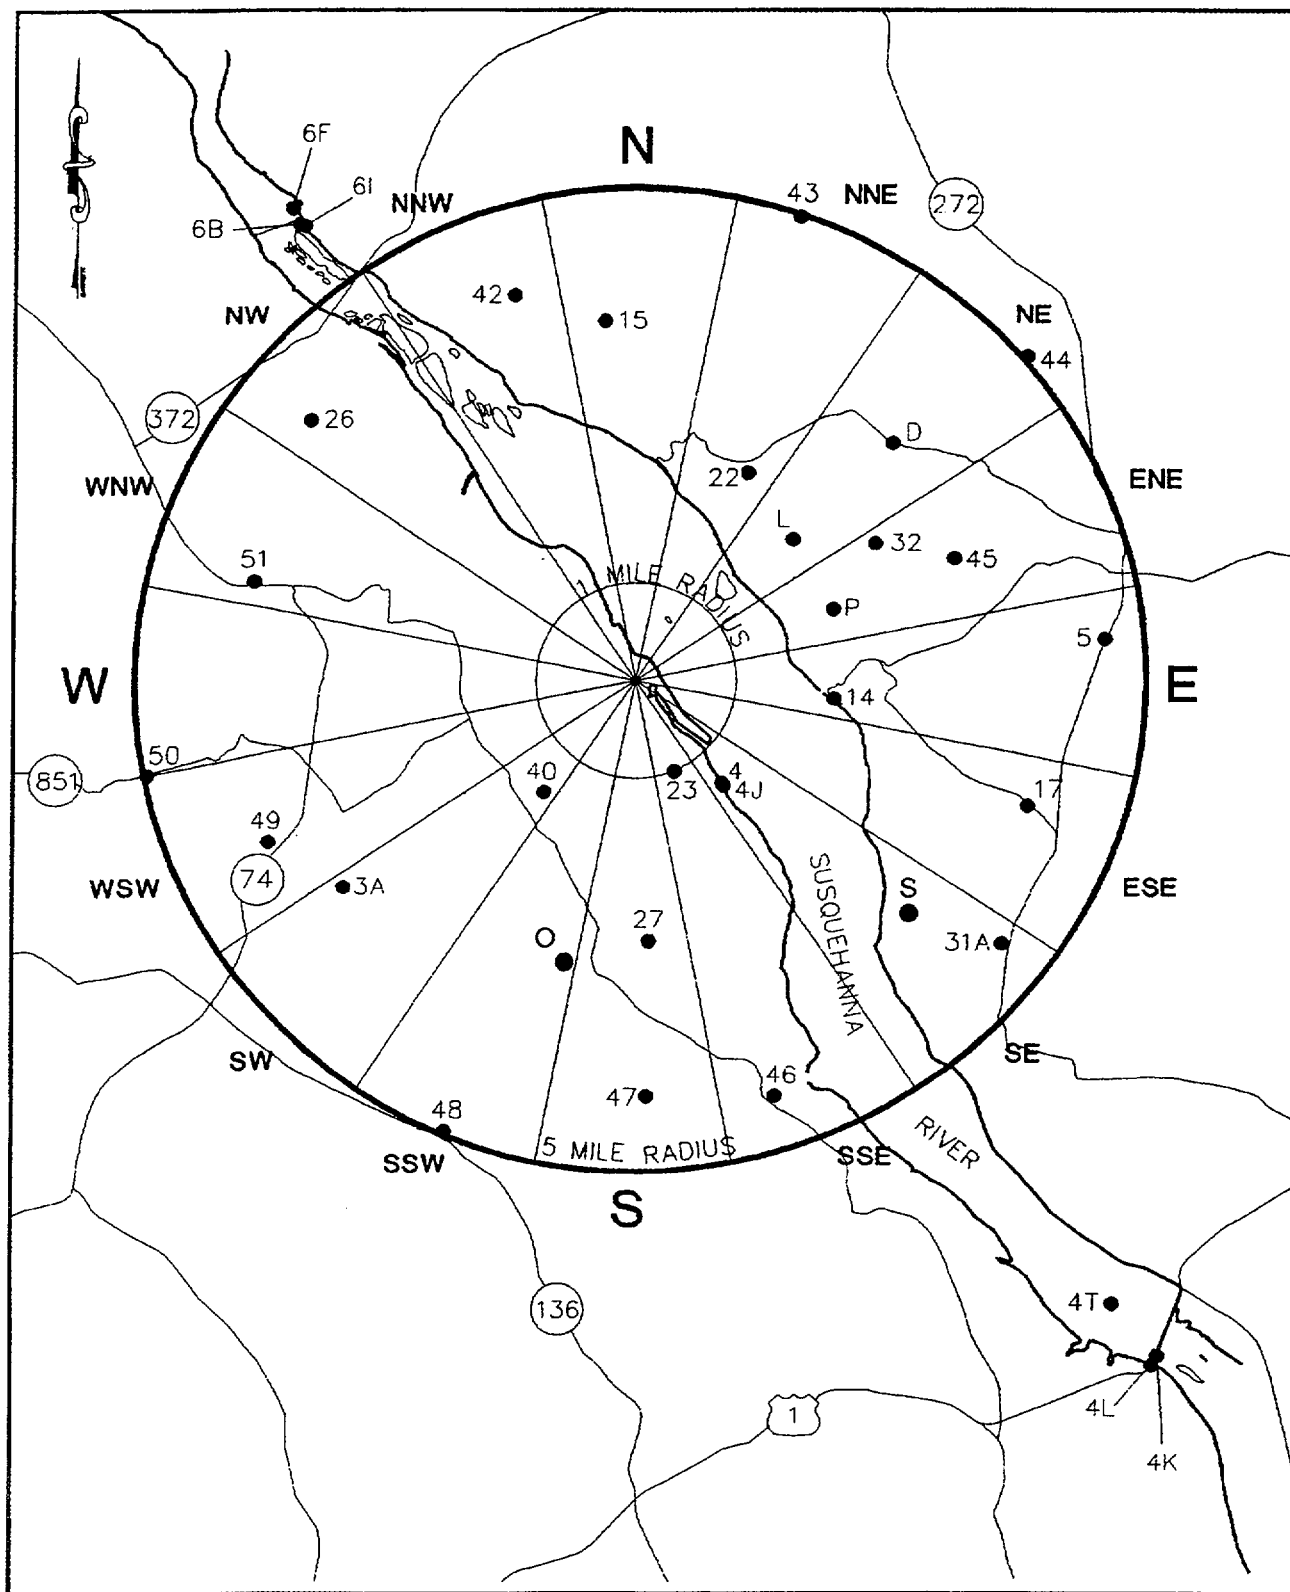 6F
N
6I
NNW
43
NNE
272
6B
42
15
NW
NE
44
372
26
D
WNW
22
ENE
L
32
45
51
1 MILE RADIUS
P
5
W
E
14
50
851
40
23
4
4J
17
49
74
WSW
3A
SUSQUEHANNA
S
ESE
27
31A
O
SW
SE
48
47
46
5 MILE RADIUS
SSW
SSE
RIVER
S
136
4T
1
4L
4K